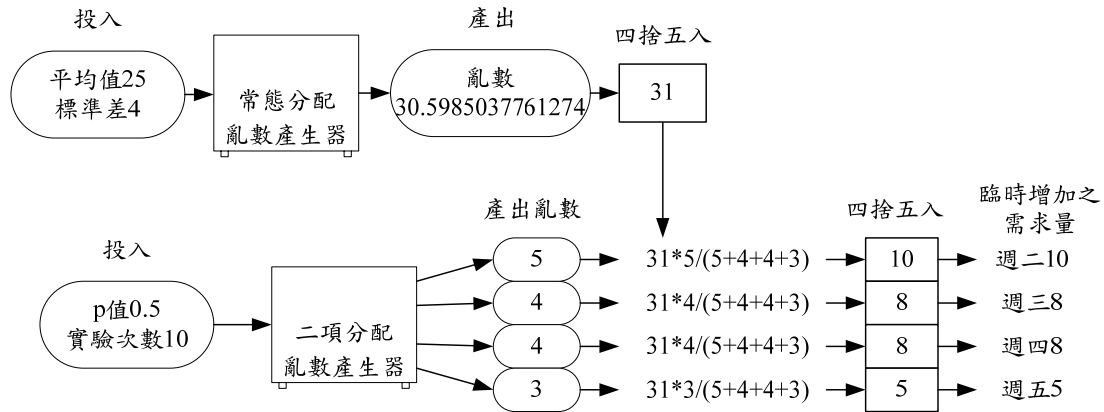 投入
平均值25
標準差4
常態分配
亂數產生器
產出
亂數
30.5985037761274
四捨五入
31
投入
p值0.5
實驗次數10
二項分配
亂數產生器
產出亂數
四捨五入
臨時增加之
需求量
5
31*5/(5+4+4+3)
10
週二10
4
31*4/(5+4+4+3)
8
週三8
4
31*4/(5+4+4+3)
8
週四8
3
31*3/(5+4+4+3)
5
週五5